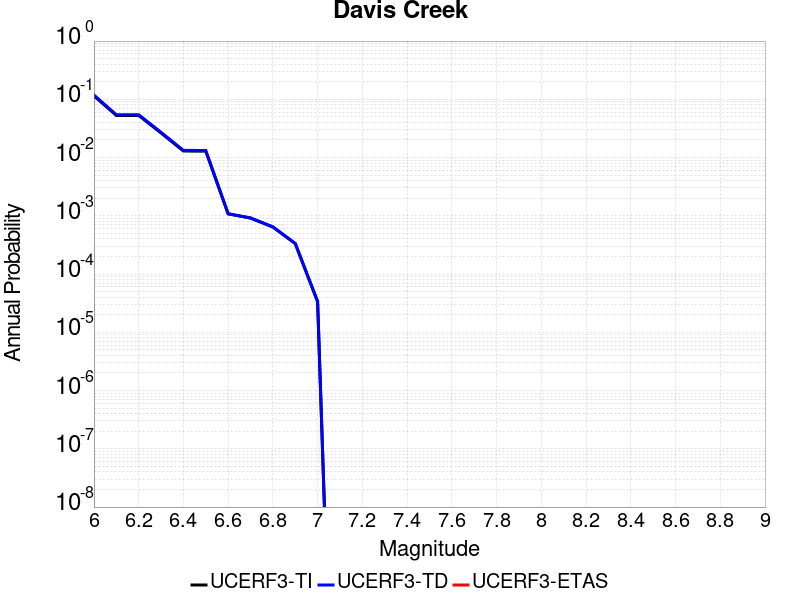 Davis Creek
10^0
10^-1
10^-2
10^-3
10^-4
10^-5
10^-6
10^-7
10^-8
Annual Probability
6 6.2 6.4 6.6 6.8 7 7.2 7.4 7.6 7.8 8 8.2 8.4 8.6 8.8 9
Magnitude
UCERF3-TI UCERF3-TD UCERF3-ETAS